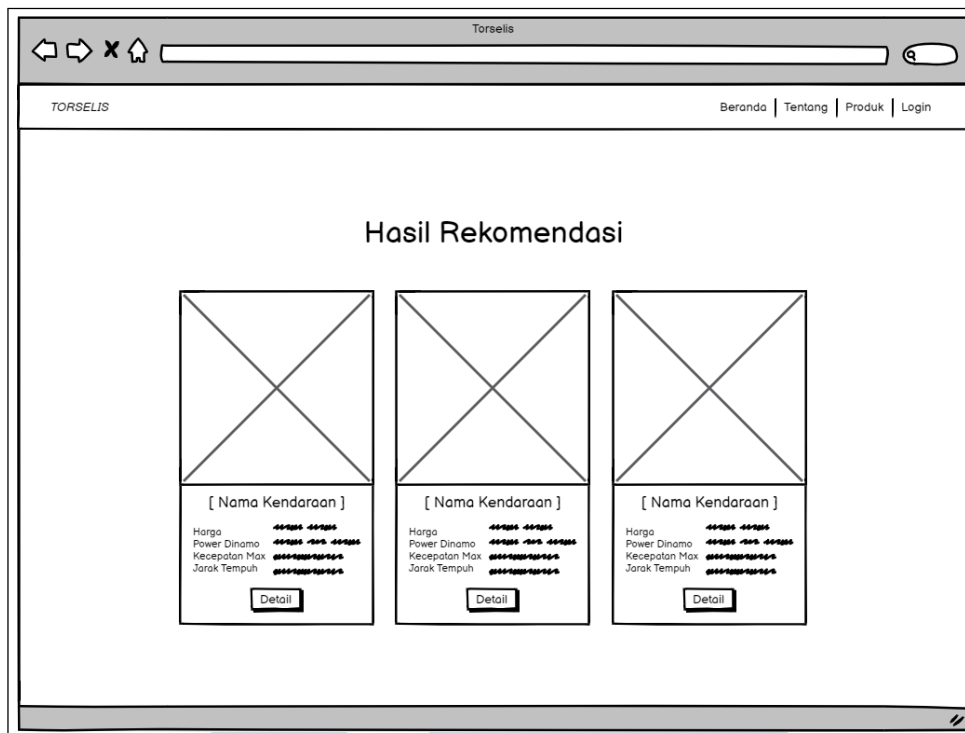 Torselis
TORSELIS
Beranda Tentang Produk Login
Hasil Rekomendasi
[ Nama Kendaraan ]
Harga
Power Dinamo
Kecepatan Max
Jarak Tempuh
Detail
[ Nama Kendaraan ]
Harga
Power Dinamo
Kecepatan Max
Jarak Tempuh
Detail
[ Nama Kendaraan ]
Harga
Power Dinamo
Kecepatan Max
Jarak Tempuh
Detail